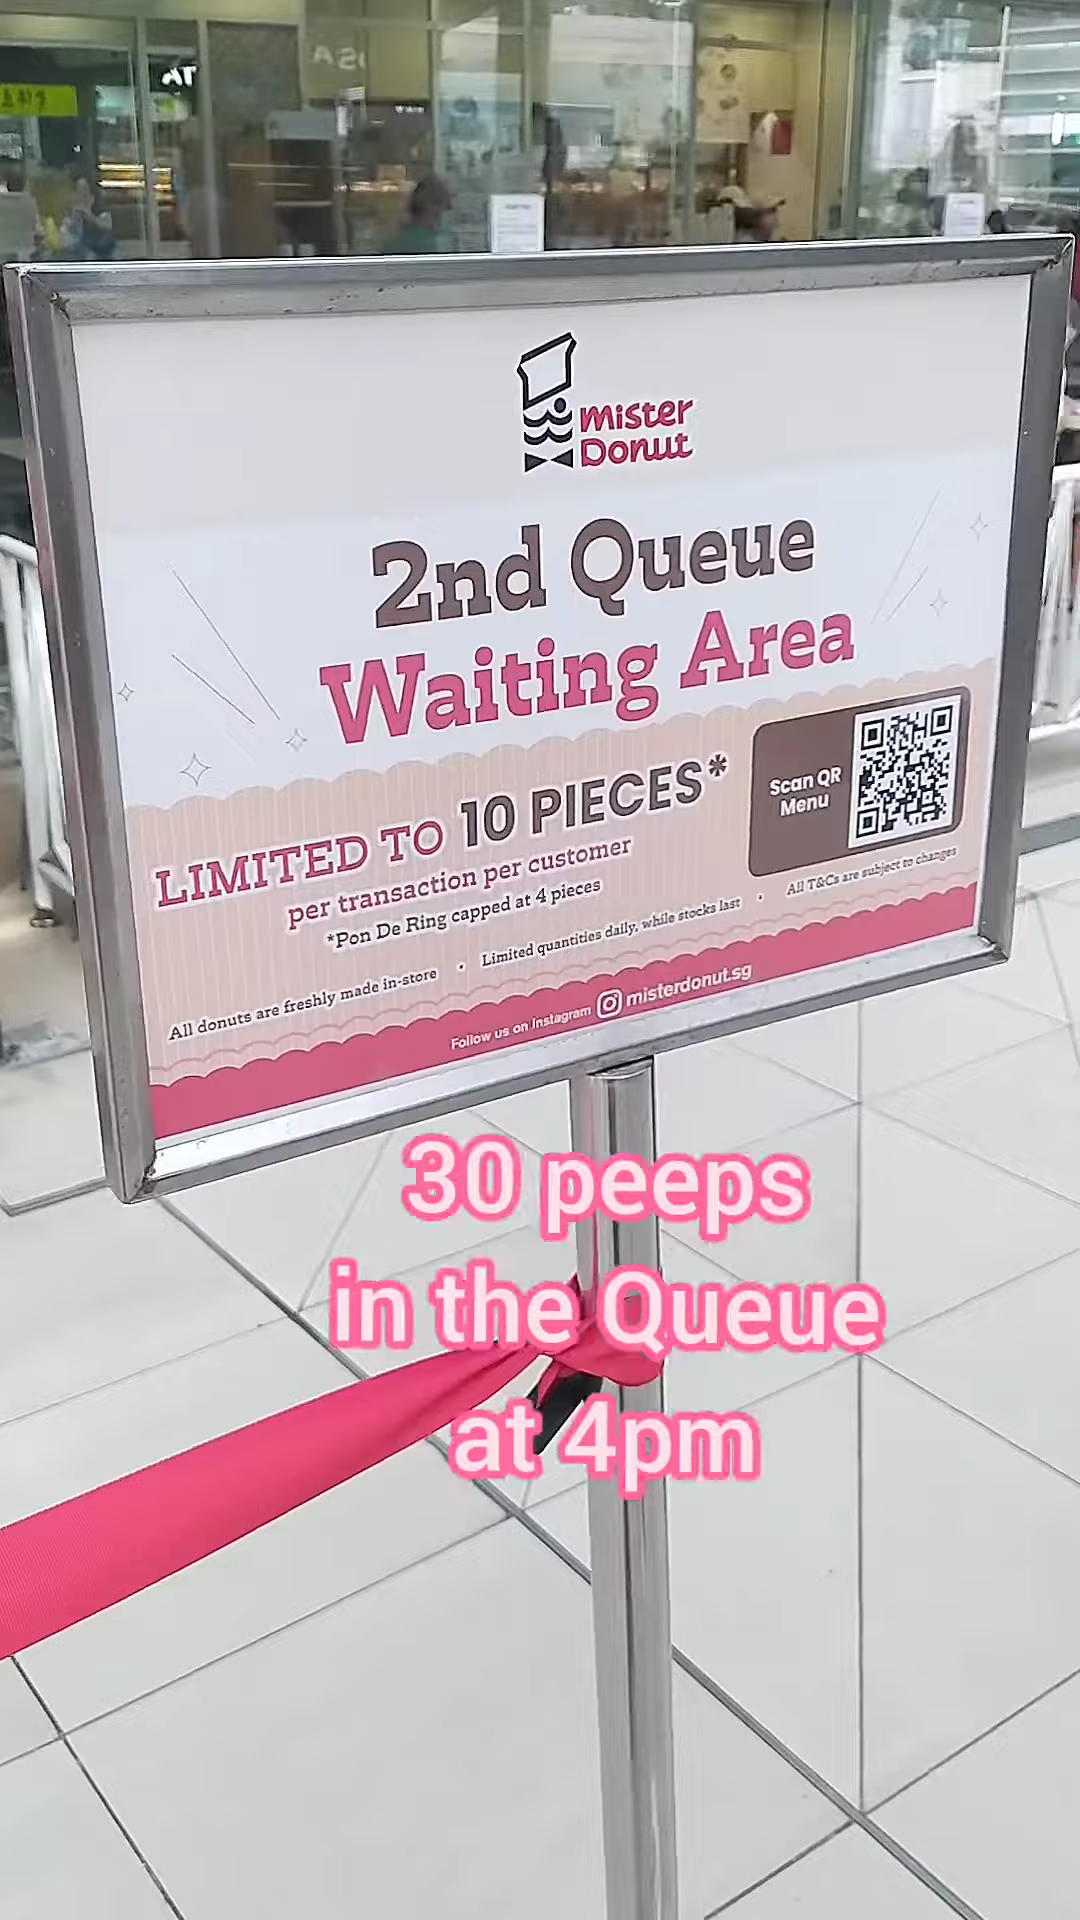 mister
Donut
2nd Queue
Waiting Area
LIMITED TO 10 PIECES*
per transaction per customer
*Pon De Ring capped at 4 pieces
Scan QR
Menu
All donuts are freshly made in-store • Limited quantities daily, while stocks last • All T&Cs are subject to changes
Follow us on Instagram misterdonut.sg
30 peeps
in the Queue
at 4pm